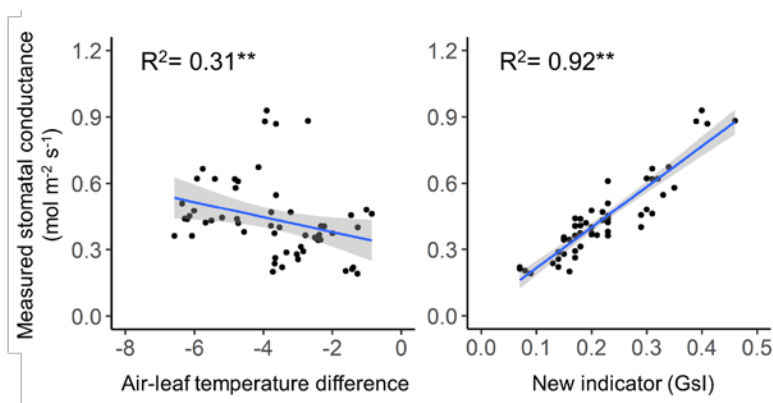 Measured stomatal conductance
(mol m⁻² s⁻¹)
R²= 0.31**
1.2
0.9
0.6
0.3
0.0
-8 -6 -4 -2 0
Air-leaf temperature difference
R²= 0.92**
1.2
0.9
0.6
0.3
0.0
0.0 0.1 0.2 0.3 0.4 0.5
New indicator (GsI)